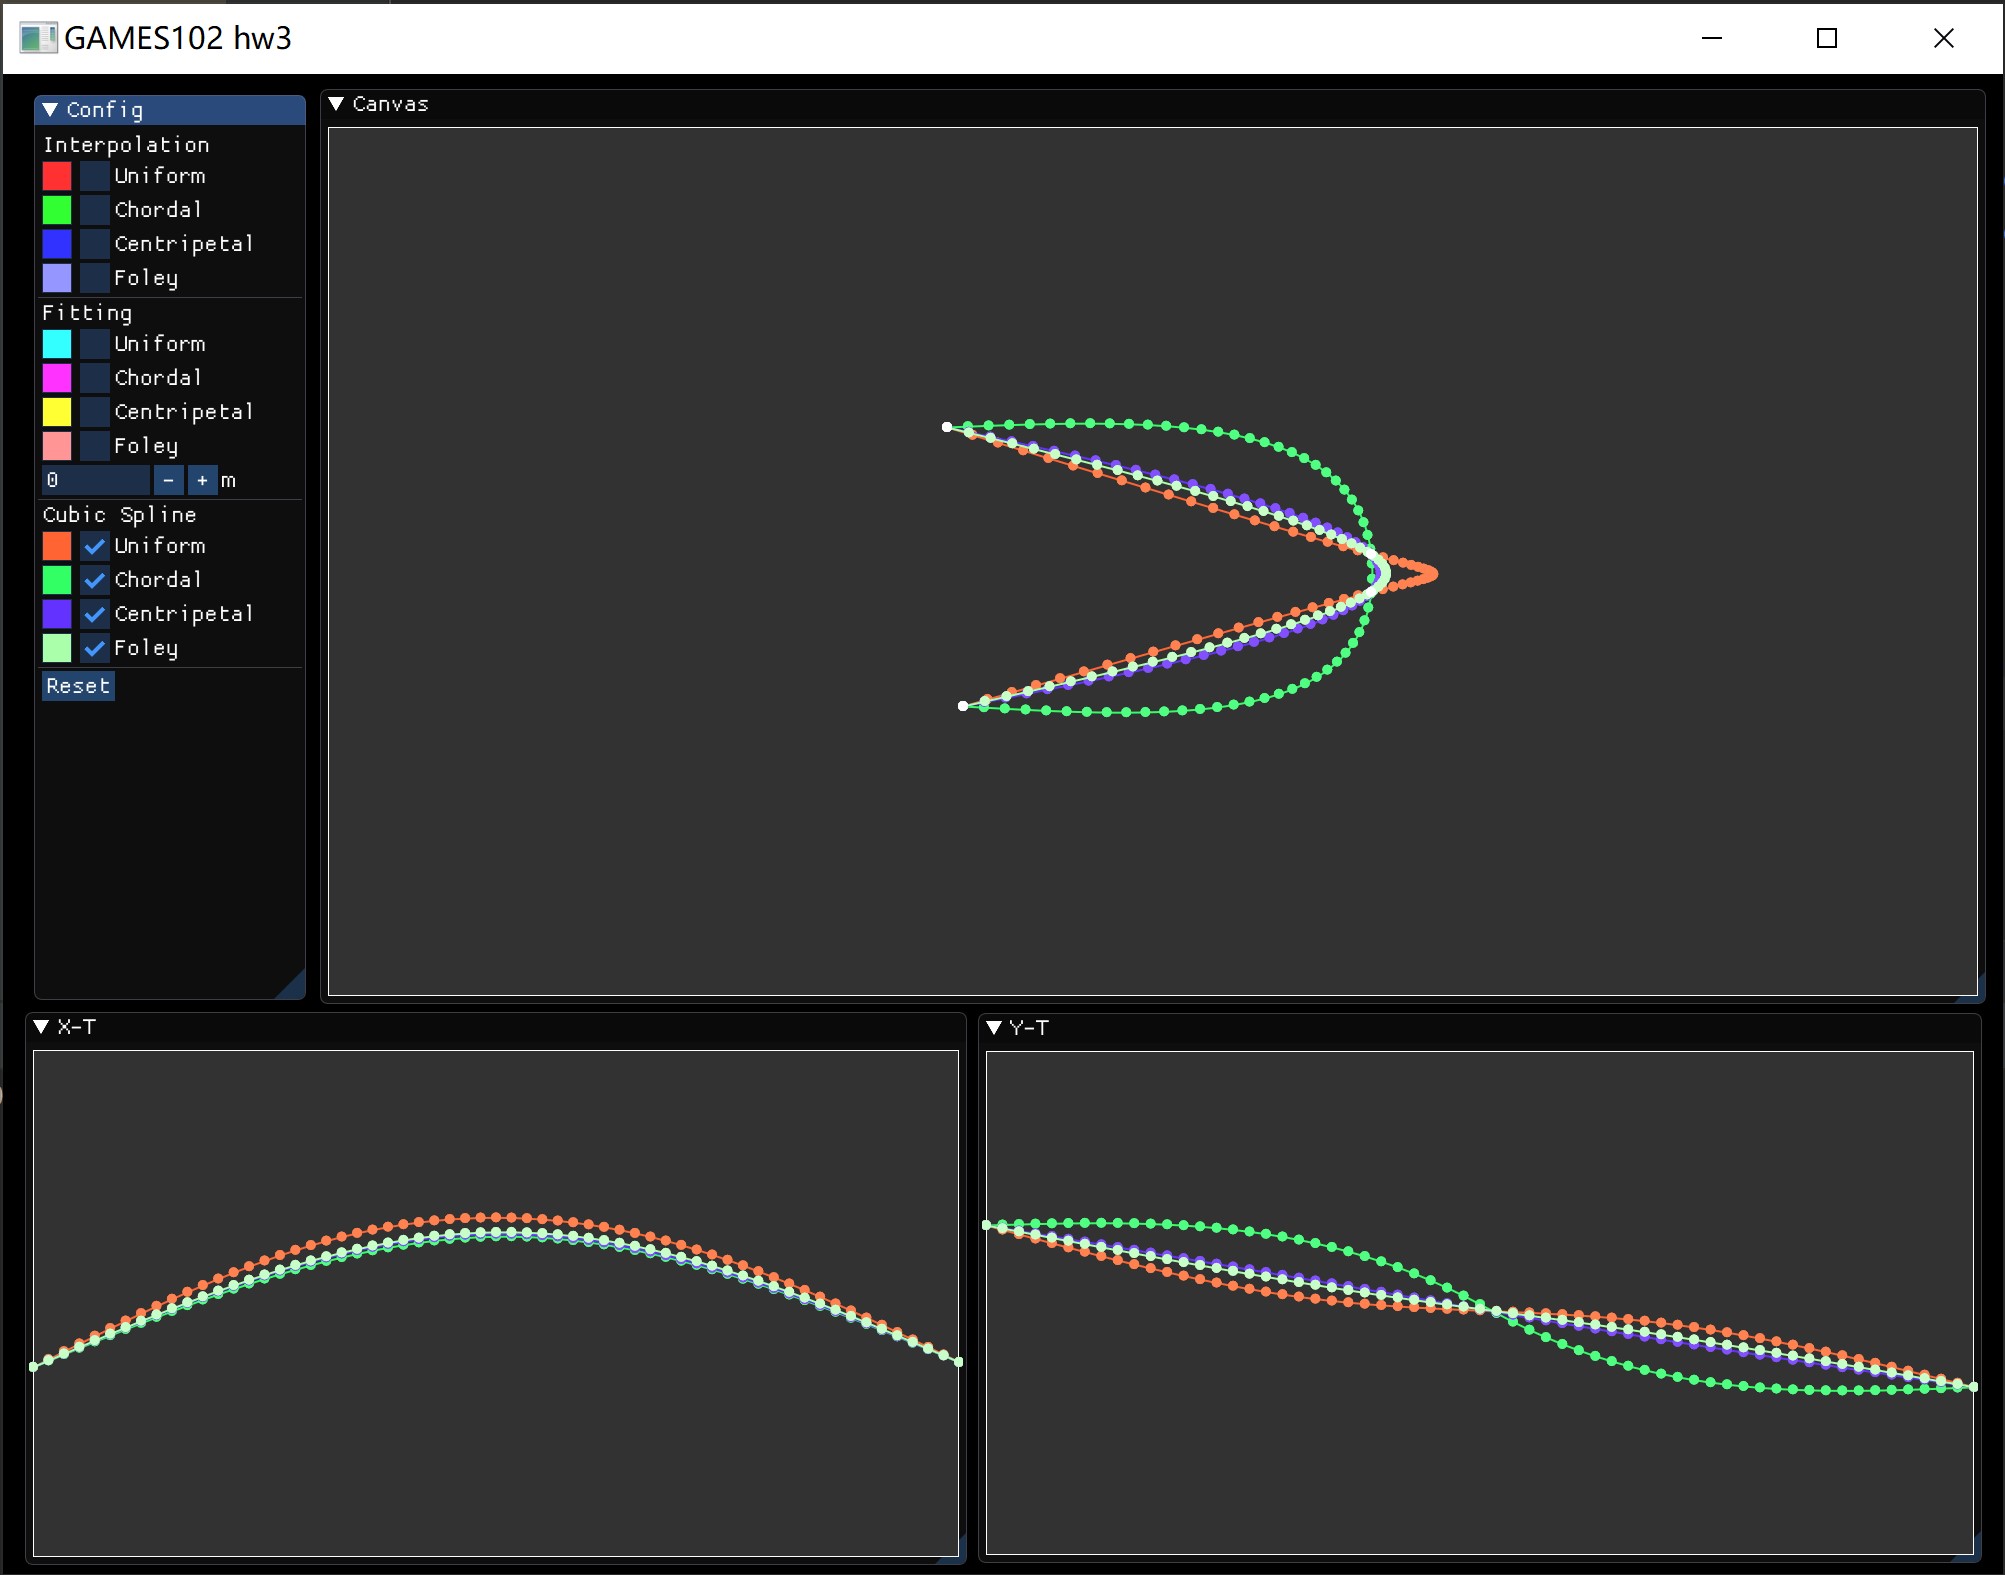 GAMES102 hw3
Config
Interpolation
Uniform
Chordal
Centripetal
Foley
Fitting
Uniform
Chordal
Centripetal
Foley
0 - + m
Cubic Spline
Uniform
Chordal
Centripetal
Foley
Reset
Canvas
X-T
Y-T